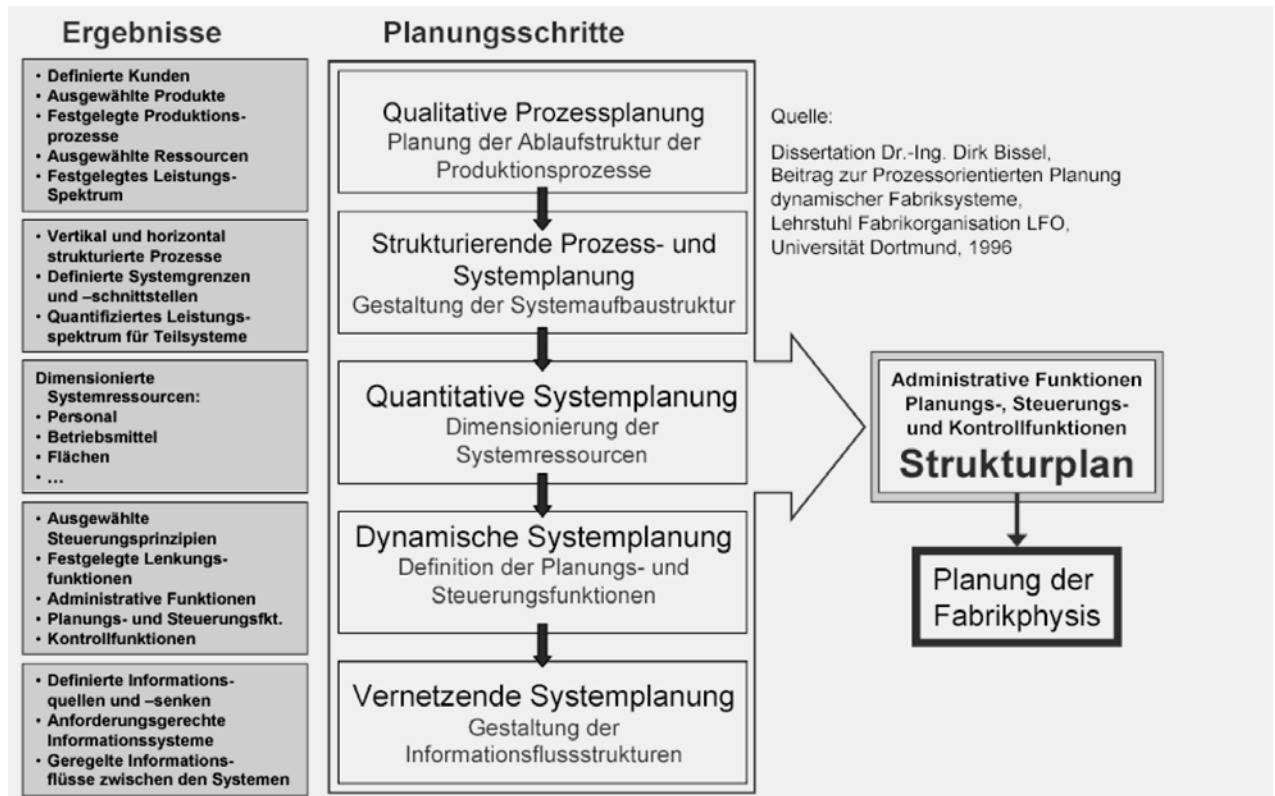 Ergebnisse
• Definierte Kunden
• Ausgewählte Produkte
• Festgelegte Produktions-
prozesse
• Ausgewählte Ressourcen
• Festgelegtes Leistungs-
Spektrum
• Vertikal und horizontal
strukturierte Prozesse
• Definierte Systemgrenzen
und –schnittstellen
• Quantifiziertes Leistungs-
spektrum für Teilsysteme
Dimensionierte
Systemressourcen:
• Personal
• Betriebsmittel
• Flächen
• ...
• Ausgewählte
Steuerungsprinzipien
• Festgelegte Lenkungs-
funktionen
• Administrative Funktionen
• Planungs- und Steuerungsfkt.
• Kontrollfunktionen
• Definierte Informations-
quellen und –senken
• Anforderungsgerechte
Informationssysteme
• Geregelte Informations-
flüsse zwischen den Systemen
Planungsschritte
Qualitative Prozessplanung
Planung der Ablaufstruktur der
Produktionsprozesse
Strukturierende Prozess- und
Systemplanung
Gestaltung der Systemaufbaustruktur
Quantitative Systemplanung
Dimensionierung der
Systemressourcen
Dynamische Systemplanung
Definition der Planungs- und
Steuerungsfunktionen
Vernetzende Systemplanung
Gestaltung der
Informationsflussstrukturen
Quelle:
Dissertation Dr.-Ing. Dirk Bissel,
Beitrag zur Prozessorientierten Planung
dynamischer Fabriksysteme,
Lehrstuhl Fabrikorganisation LFO,
Universität Dortmund, 1996
Administrative Funktionen
Planungs-, Steuerungs-
und Kontrollfunktionen
Strukturplan
Planung der
Fabrikphysis